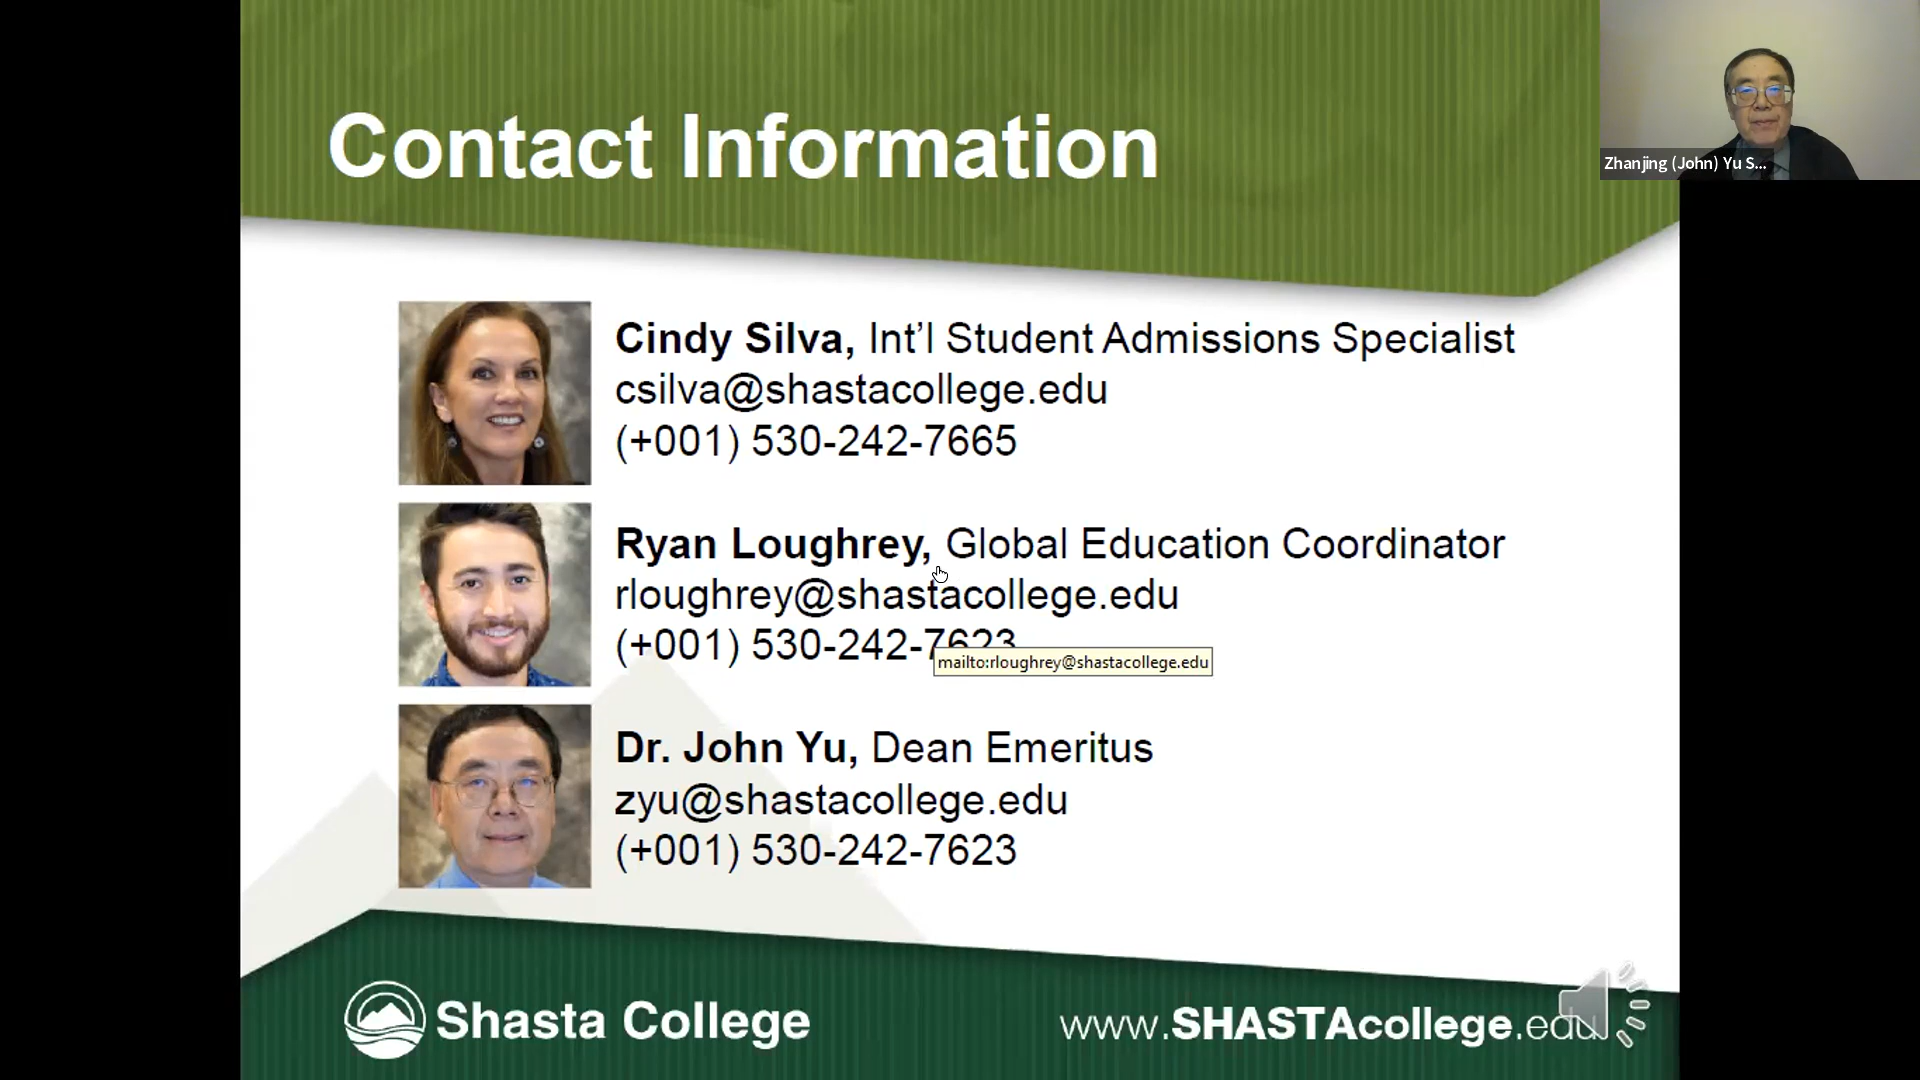 Contact Information
Zhanjing (John) Yu S...
Cindy Silva, Int'l Student Admissions Specialist
csilva@shastacollege.edu
(+001) 530-242-7665
Ryan Loughrey, Global Education Coordinator
rloughrey@shastacollege.edu
(+001) 530-242-7623
mailto:rloughrey@shastacollege.edu
Dr. John Yu, Dean Emeritus
zyu@shastacollege.edu
(+001) 530-242-7623
Shasta College
www.SHASTAcollege.edu